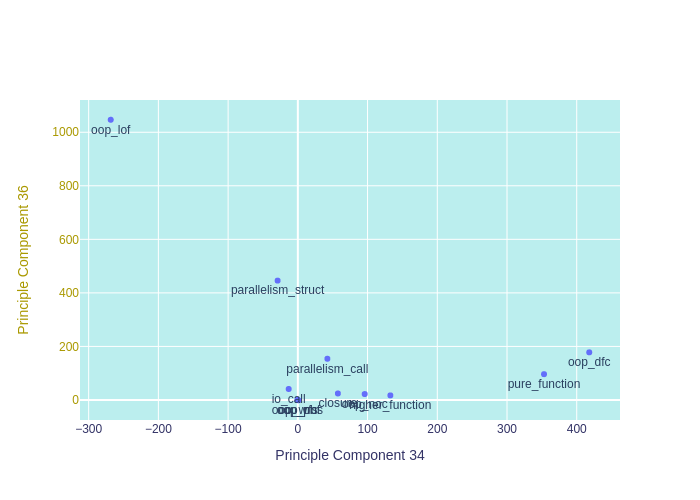 1000
oop_lof
800
600
parallelism_struct
400
200
parallelism_call
oop_dfc
pure_function
io_call
closure
higher_function
0
−300
−200
−100
0
100
200
300
400
Principle Component 34
Principle Component 36